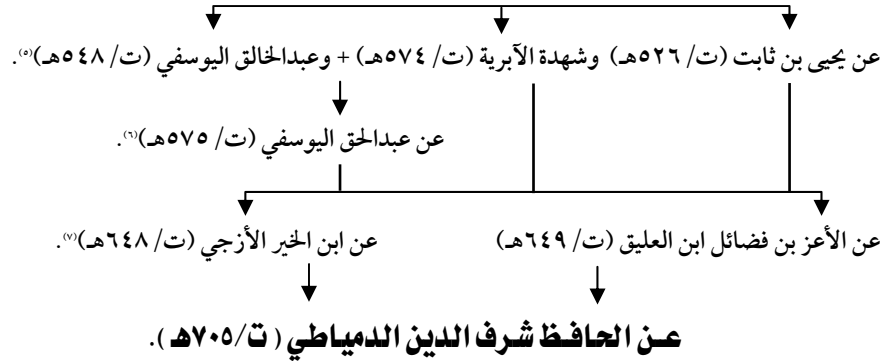 عن يحيى بن ثابت (ت/ ٥٢٦هـ) وشهدة الآبرية (ت/ ٥٧٤هـ) + وعبدالخالق اليوسفي (ت/ ٥٤٨هـ)(٥).
عن عبدالحق اليوسفي (ت/ ٥٧٥هـ)(٦).
عن الأعز بن فضائل ابن العليق (ت/ ٦٤٩هـ) عن ابن الخير الأزجي (ت/ ٦٤٨هـ)(٧).
عن الحافظ شرف الدين الدمياطي (ت/٧٠٥هـ).